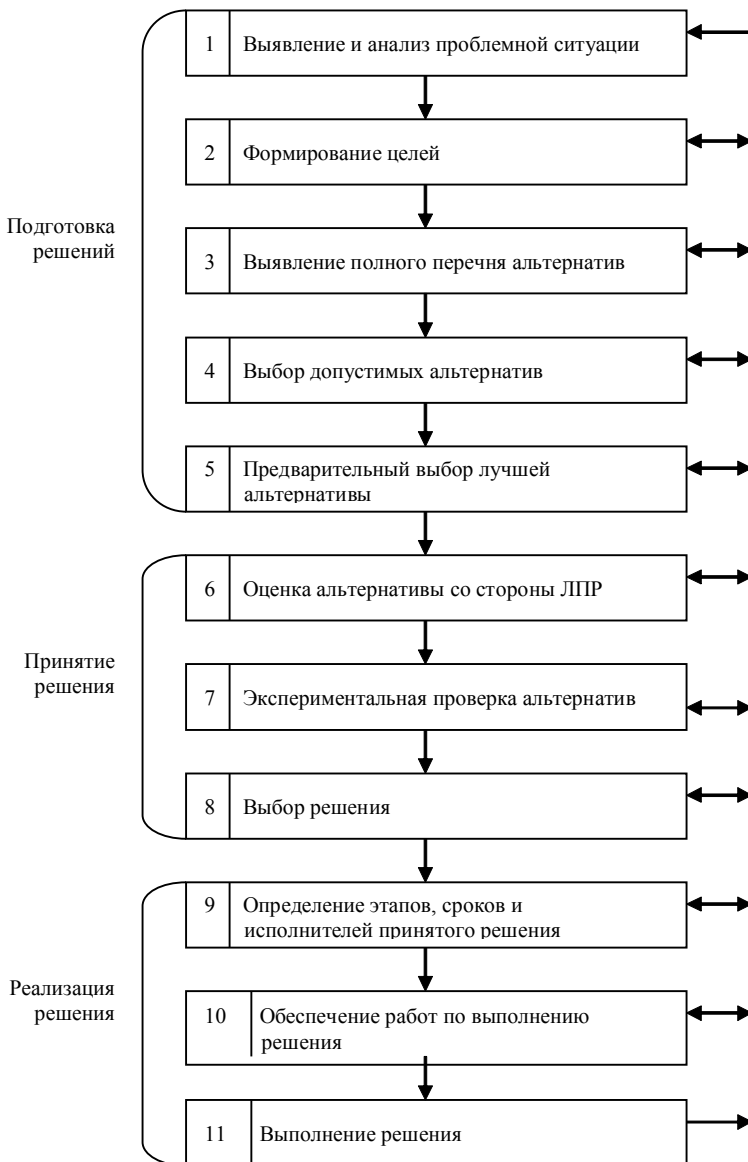 1 Выявление и анализ проблемной ситуации
2 Формирование целей
Подготовка
решений
3 Выявление полного перечня альтернатив
4 Выбор допустимых альтернатив
5 Предварительный выбор лучшей
альтернативы
6 Оценка альтернативы со стороны ЛПР
Принятие
решения
7 Экспериментальная проверка альтернатив
8 Выбор решения
9 Определение этапов, сроков и
исполнителей принятого решения
Реализация
решения
10 Обеспечение работ по выполнению
решения
11 Выполнение решения